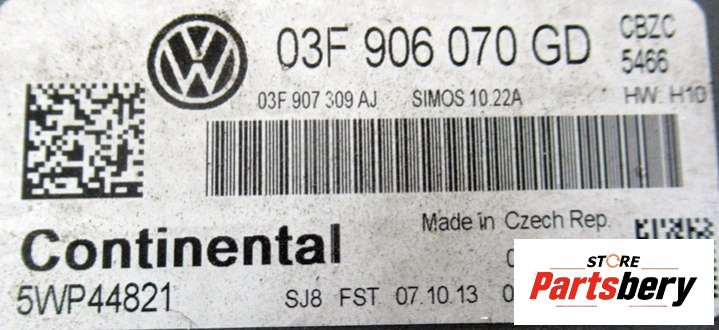 03F 906 070 GD CBZC
5466
03F 907 309 AJ SIMOS 10.22A HW: H10
Made in Czech Rep.
Continental
5WP44821 SJ8 FST 07.10.13
STORE
Partsbery